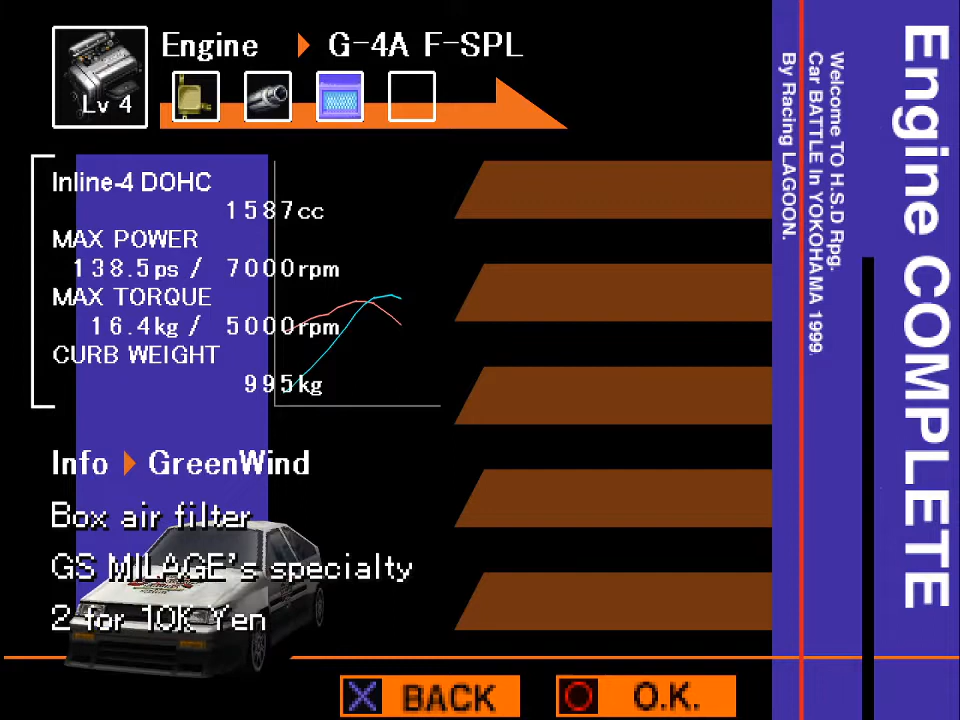 Engine ▶ G-4A F-SPL
Lv 4
Inline-4 DOHC
1587cc
MAX POWER
138.5ps / 7000rpm
MAX TORQUE
16.4kg / 5000rpm
CURB WEIGHT
995kg
Info ▶ GreenWind
Box air filter
GS MILAGE's specialty
2 for 10K Yen
X BACK
O O.K.
Engine COMPLETE
Welcome TO H.S.D Rpg.
Car BATTLE In YOKOHAMA 1999
By Racing LAGOON.